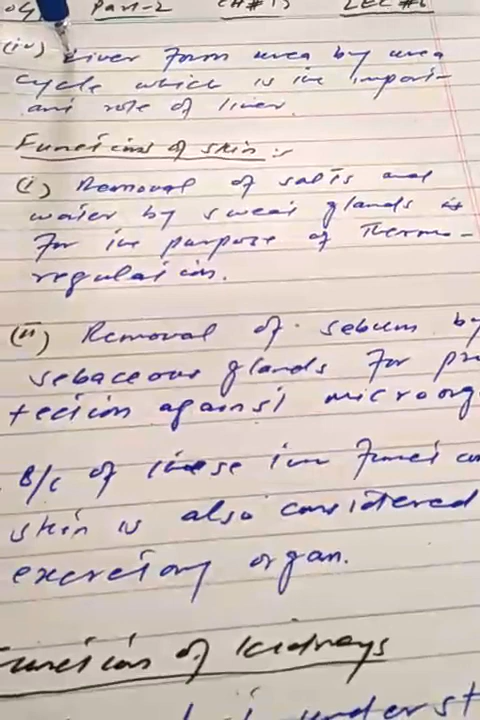 Part-2 CH#15 LEC#6
(iv) Liver form urea by urea
cycle which is the import-
ant role of liver.
Functions of skin :
(i) Removal of salts and
water by sweat glands is
for the purpose of Thermo-
regulation.
(ii) Removal of sebum by
sebaceous glands for pro
tection against microorg
B/c of these two funct
skin is also considered
excretory organ.
Function of kidneys